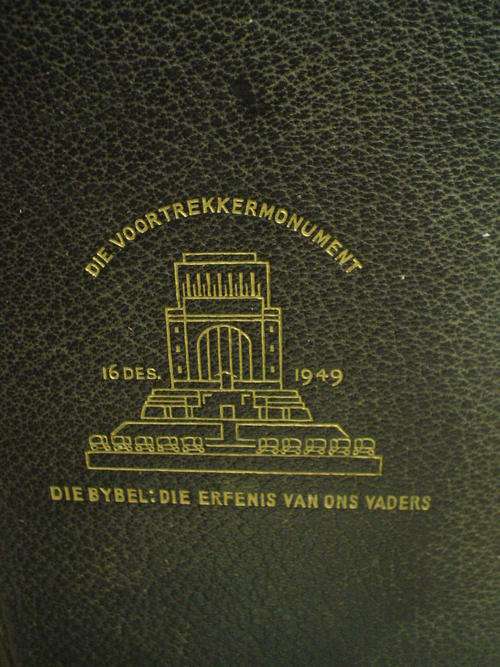 DIE VOORTREKKERMONUMENT
16 DES. 1949
DIE BYBEL: DIE ERFENIS VAN ONS VADERS